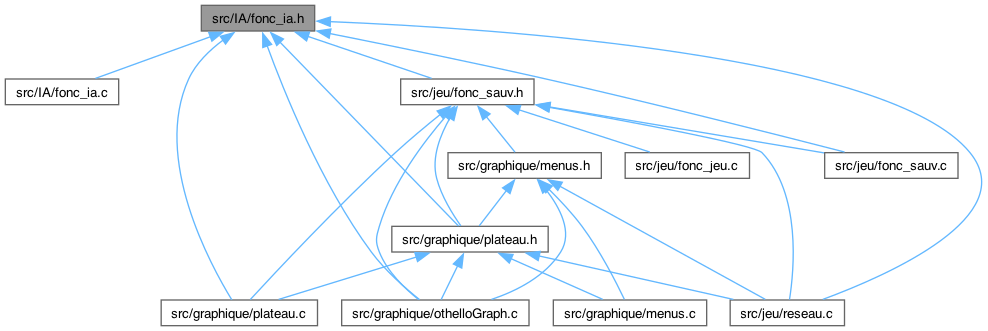 src/IA/fonc_ia.h
src/IA/fonc_ia.c
src/jeu/fonc_sauv.h
src/graphique/menus.h
src/jeu/fonc_jeu.c
src/jeu/fonc_sauv.c
src/graphique/plateau.h
src/graphique/plateau.c
src/graphique/othelloGraph.c
src/graphique/menus.c
src/jeu/reseau.c